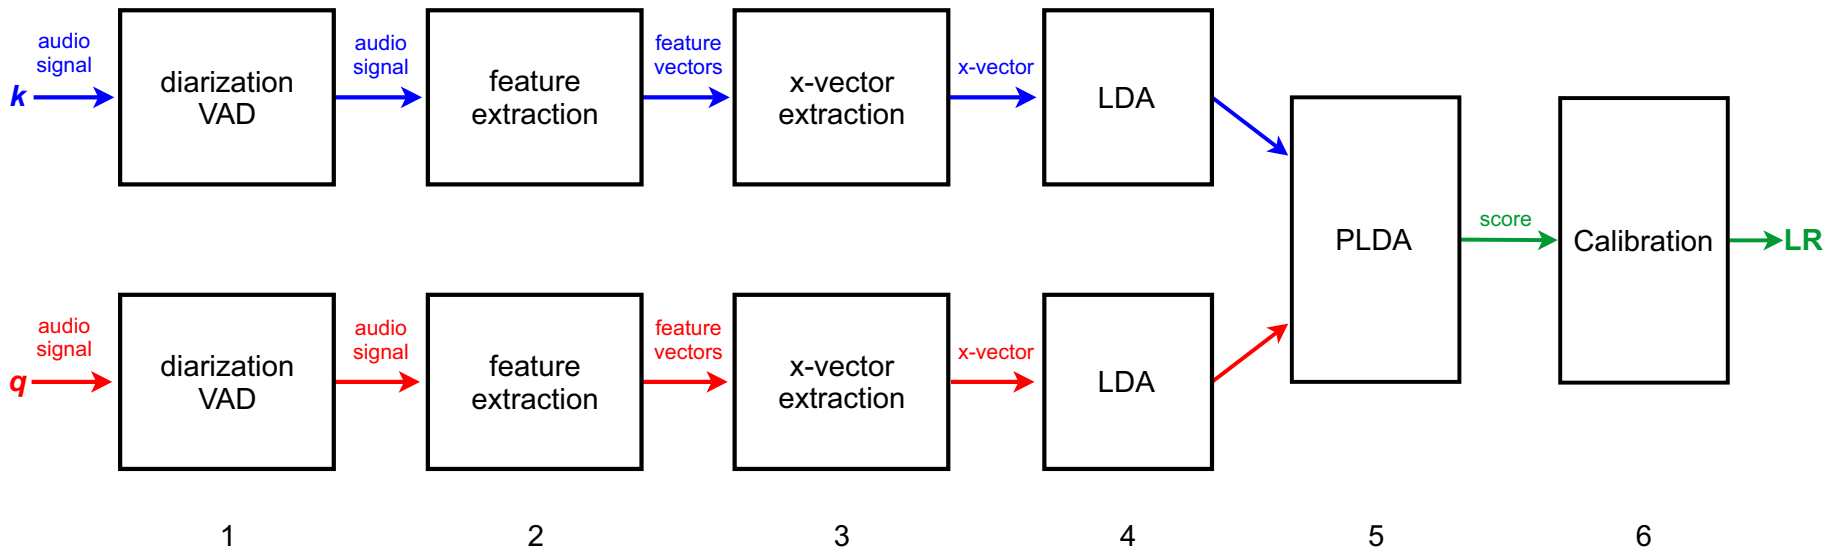 audio
signal
k
diarization
VAD
audio
signal
feature
extraction
feature
vectors
x-vector
extraction
x-vector
LDA
audio
signal
q
diarization
VAD
audio
signal
feature
extraction
feature
vectors
x-vector
extraction
x-vector
LDA
PLDA
score
Calibration
LR
1
2
3
4
5
6